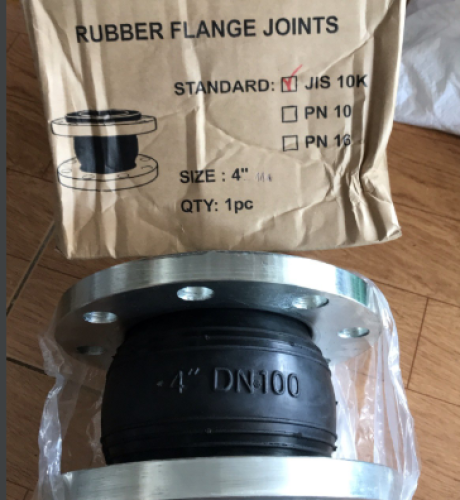 RUBBER FLANGE JOINTS
STANDARD: JIS 10K
PN 10
PN 16
SIZE : 4"
QTY: 1pc
4" DN100